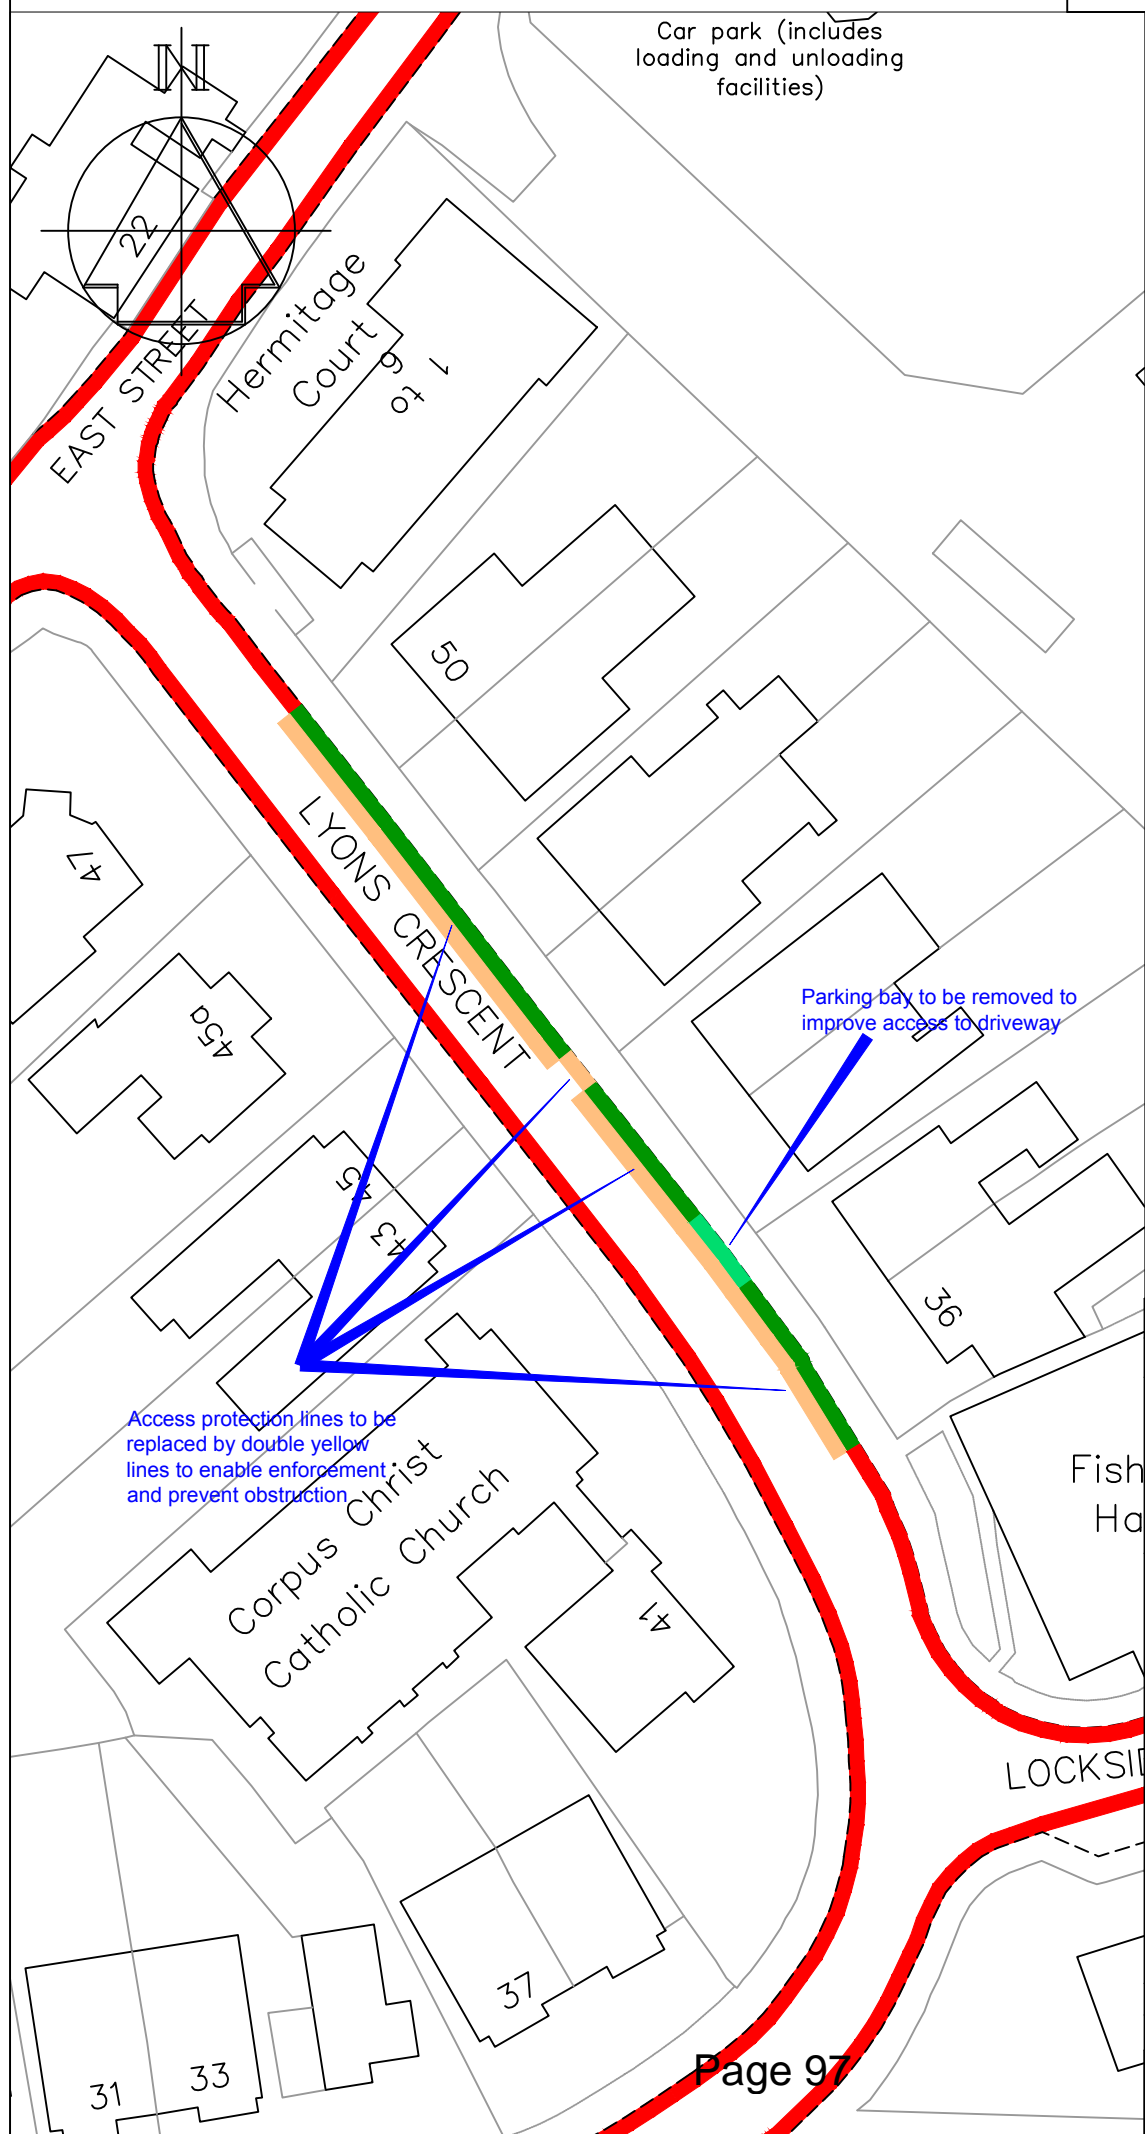 Car park (includes
loading and unloading
facilities)
N
22
EAST STREET
Hermitage
Court
1 to 6
50
47
LYONS CRESCENT
45a
Parking bay to be removed to
improve access to driveway
45
43
36
Access protection lines to be
replaced by double yellow
lines to enable enforcement
and prevent obstruction
Corpus Christ
Catholic Church
Fish
Ha
41
LOCKSID
37
31
33
Page 97